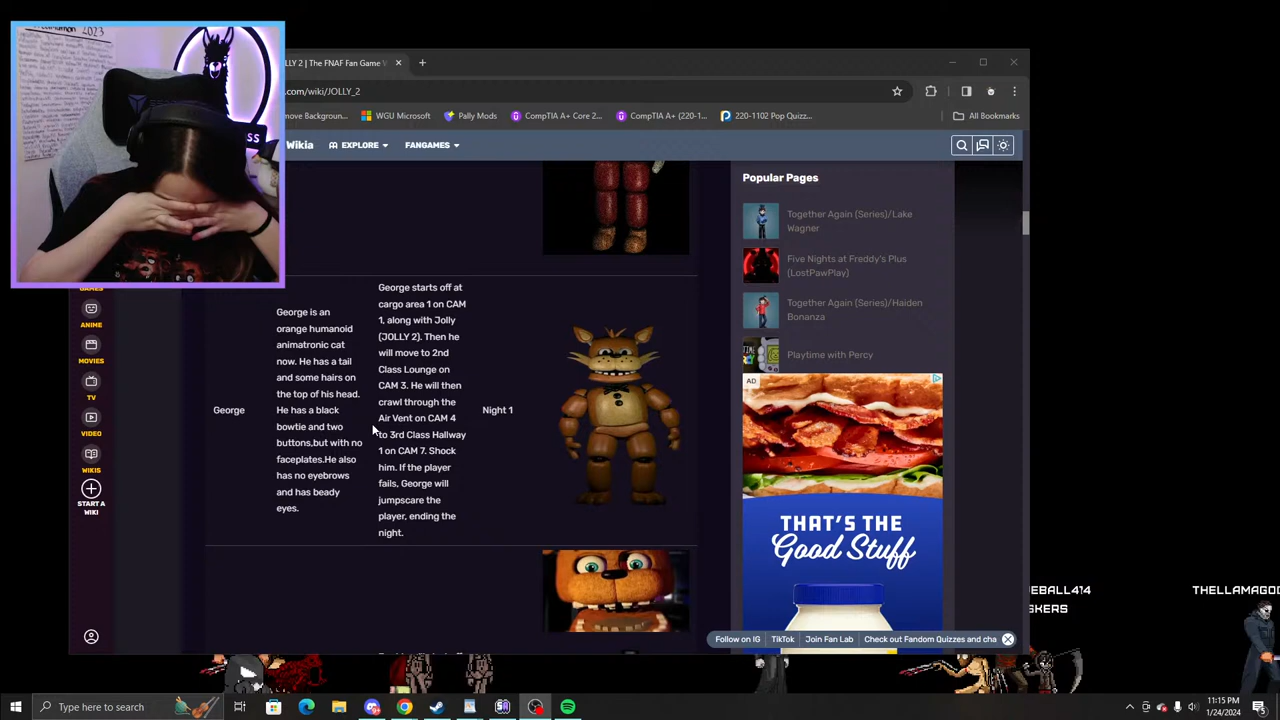 2023
SS
LLY 2 | The FNAF Fan Game W
.com/wiki/JOLLY_2
move Backgroun...
WGU Microsoft
CompTIA A+ Core 2...
CompTIA A+ (220-1...
220-1102 Pop Quizz...
All Bookmarks
Wikia
EXPLORE
FANGAMES
Popular Pages
Together Again (Series)/Lake
Wagner
Five Nights at Freddy's Plus
(LostPawPlay)
Together Again (Series)/Haiden
Bonanza
Playtime with Percy
GAMES
ANIME
MOVIES
TV
VIDEO
WIKIS
START A
WIKI
George
George is an
orange humanoid
animatronic cat
now. He has a tail
and some hairs on
the top of his head.
He has a black
bowtie and two
buttons,but with no
faceplates.He also
has no eyebrows
and has beady
eyes.
George starts off at
cargo area 1 on CAM
1, along with Jolly
(JOLLY 2). Then he
will move to 2nd
Class Lounge on
CAM 3. He will then
crawl through the
Air Vent on CAM 4
to 3rd Class Hallway
1 on CAM 7. Shock
him. If the player
fails, George will
jumpscare the
player, ending the
night.
Night 1
AD
THAT'S THE
Good Stuff
Follow on IG
TikTok
Join Fan Lab
Check out Fandom Quizzes and cha
EBALL414
SKERS
THELLAMAGOD
Type here to search
11:15 PM
1/24/2024